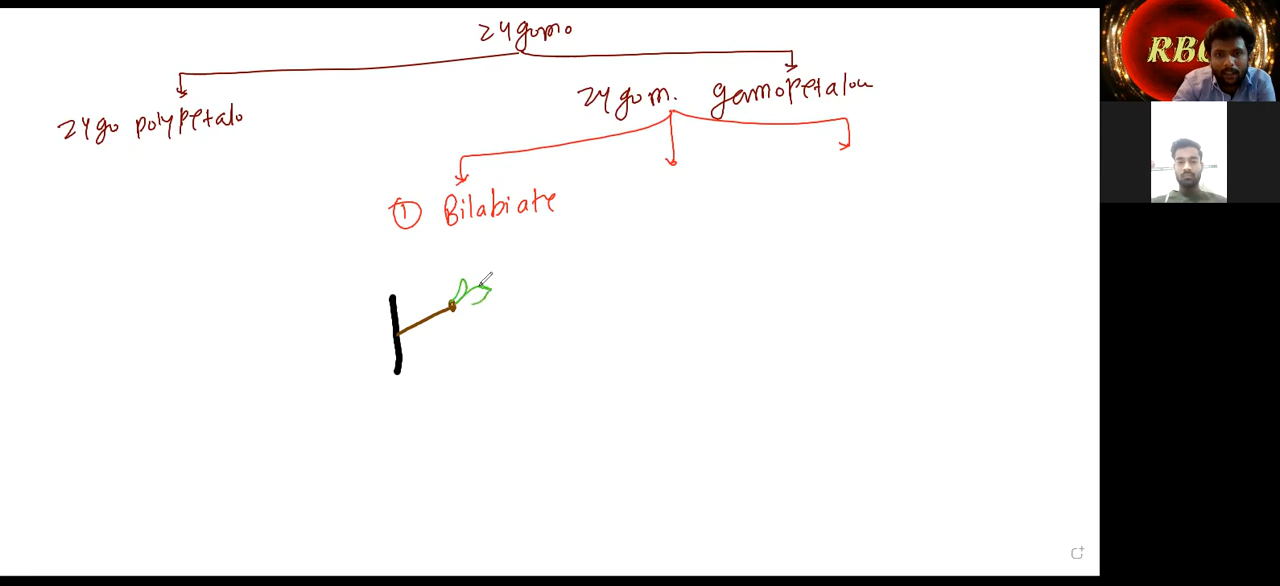 zygomo
zygo polypetalo
zygom. gamopetalou
① Bilabiate
RBC